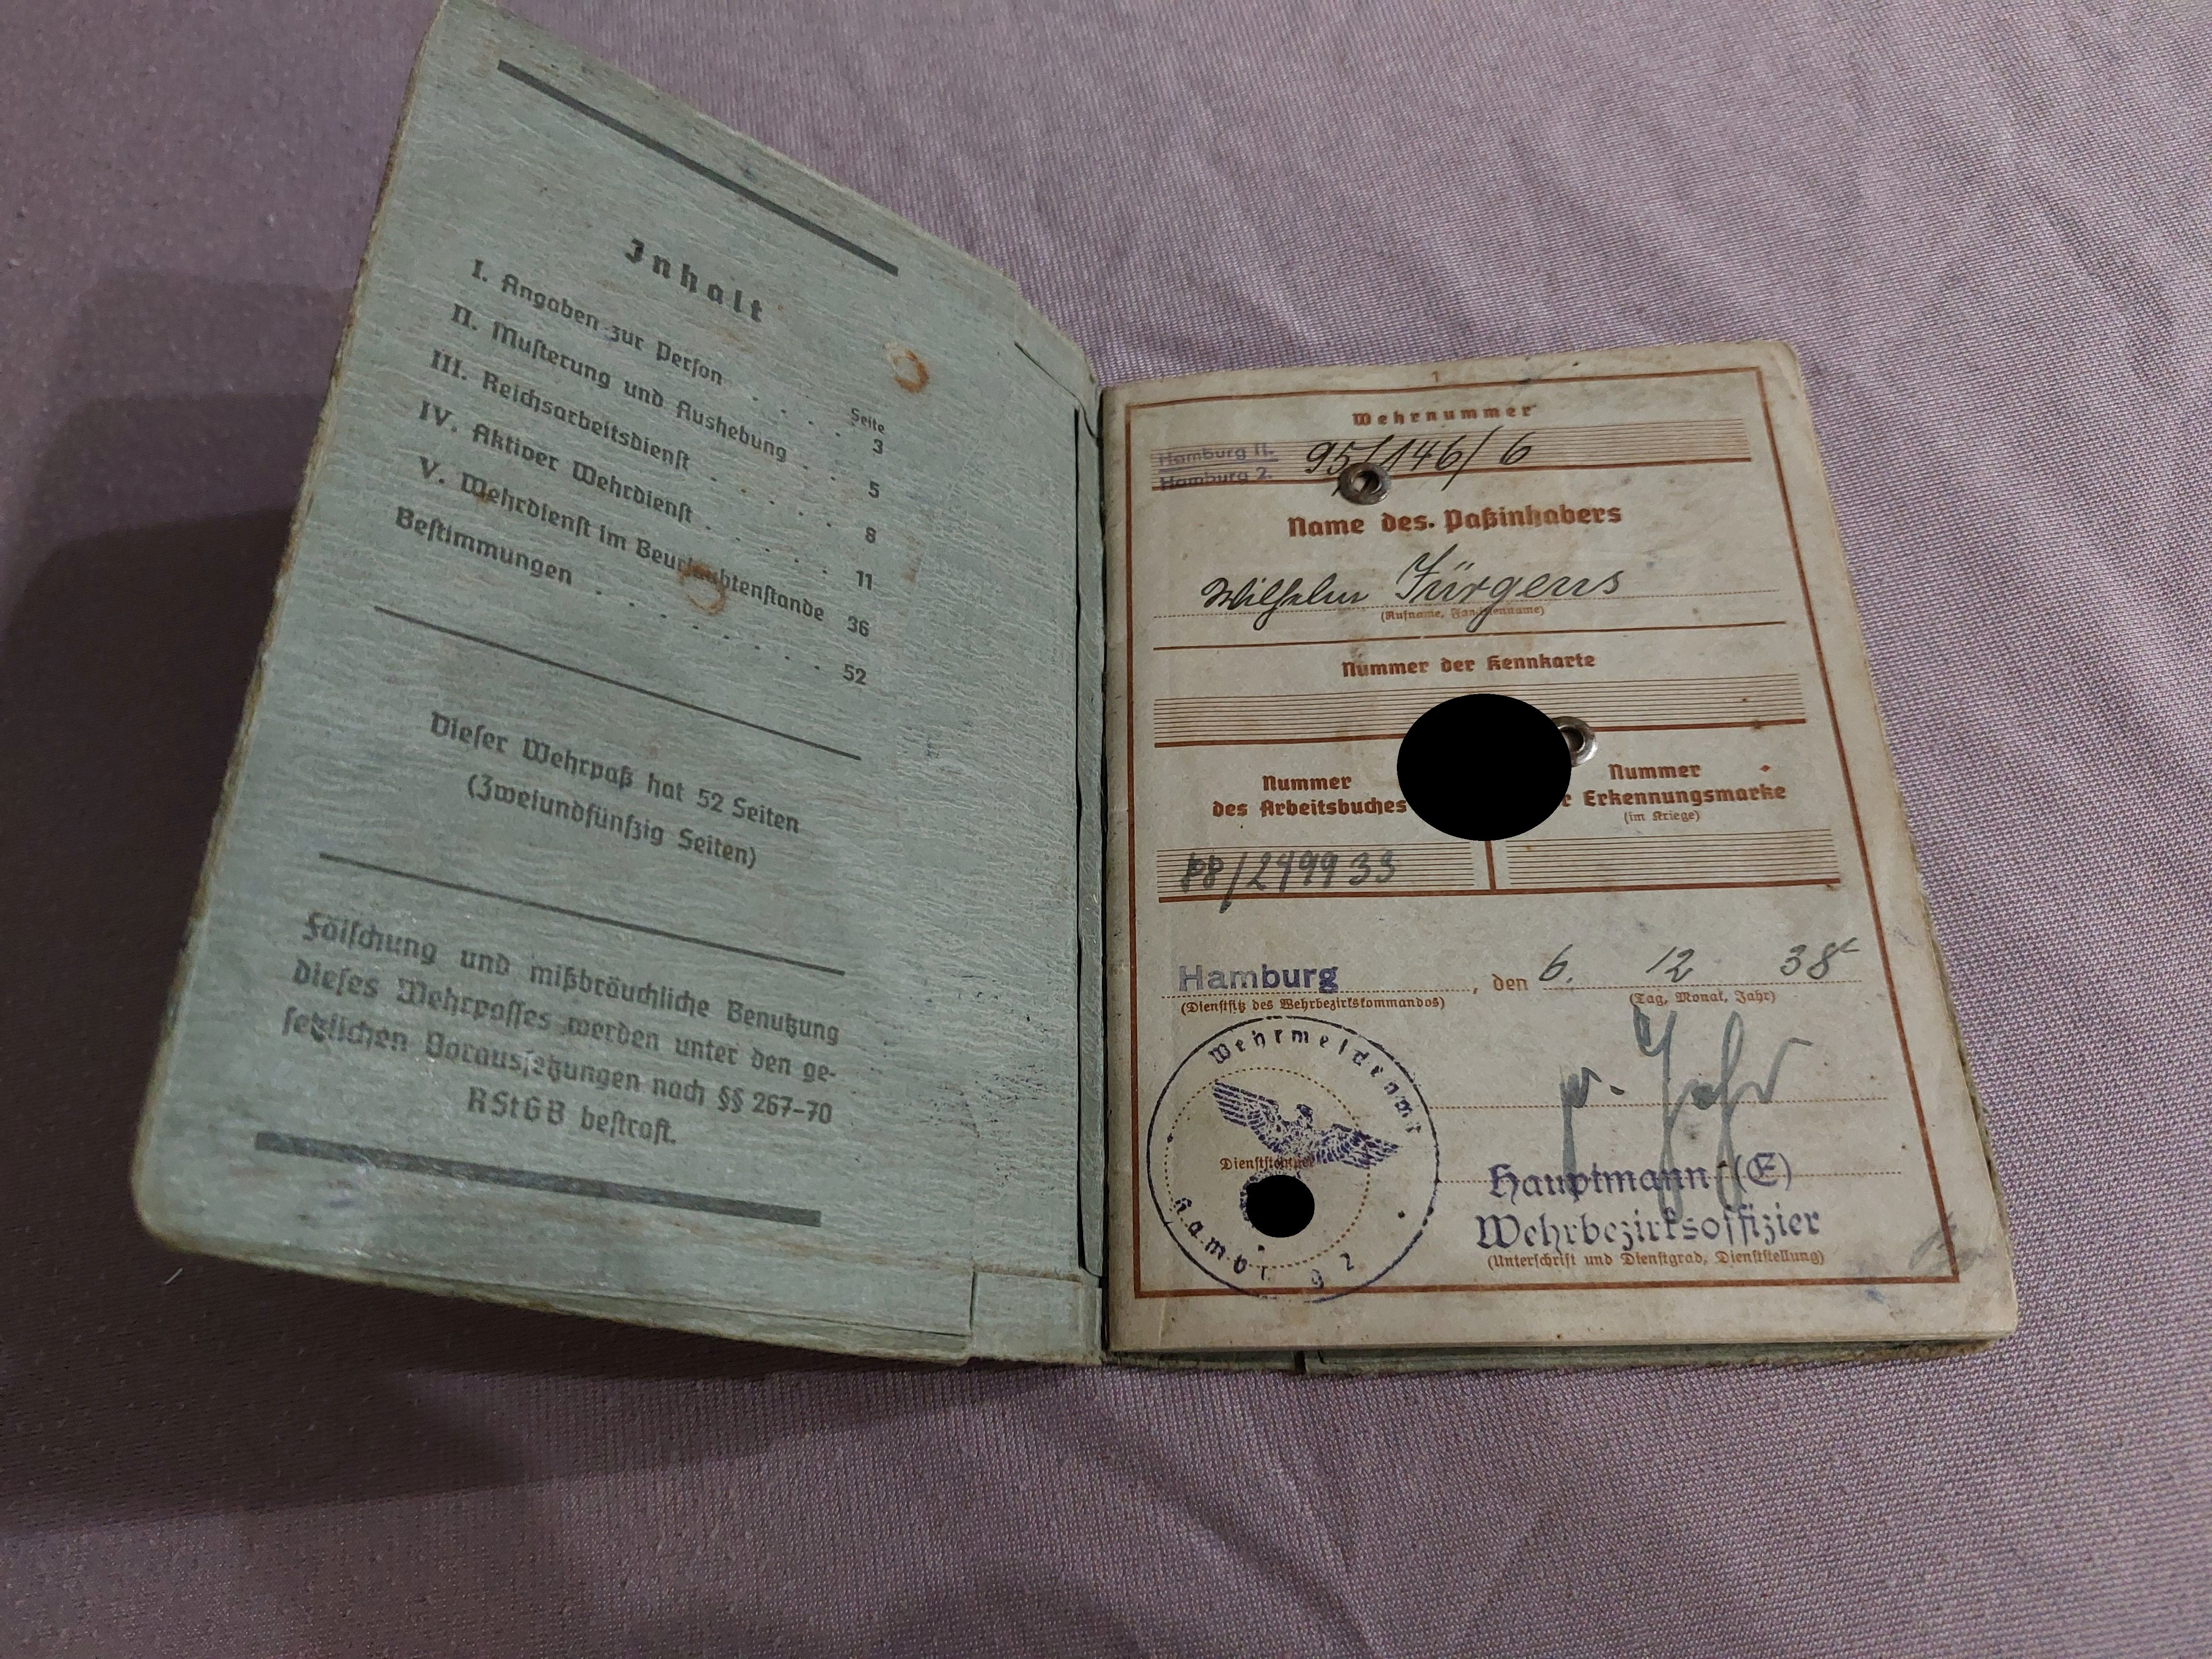 Inhalt
Seite
I. Angaben zur Person . . . . 3
II. Musterung und Aushebung . . 5
III. Reichsarbeitsdienst . . . . . 8
IV. Aktiver Wehrdienst . . . . . 11
V. Wehrdienst im Beurlaubtenstande 36
Bestimmungen . . . . . . . . 52
Dieser Wehrpaß hat 52 Seiten
(Zweiundfünfzig Seiten)
Fälschung und mißbräuchliche Benutzung
dieses Wehrpasses werden unter den ge-
setzlichen Voraussetzungen nach §§ 267-70
RStGB bestraft.
1
Wehrnummer
Hamburg II.
Hamburg 2.
95/146/6
Name des Paßinhabers
Wilhelm Jürgens
(Rufname, Familienname)
Nummer der Kennkarte
Nummer
des Arbeitsbuches
88/249933
Nummer
Erkennungsmarke
(im Kriege)
Hamburg, den 6. 12 38
(Dienstsitz des Wehrbezirkskommandos) (Tag, Monat, Jahr)
Wehrmeldeamt
Dienststempel
Hamburg 2
Hauptmann (E)
Wehrbezirksoffizier
(Unterschrift und Dienstgrad, Dienststellung)